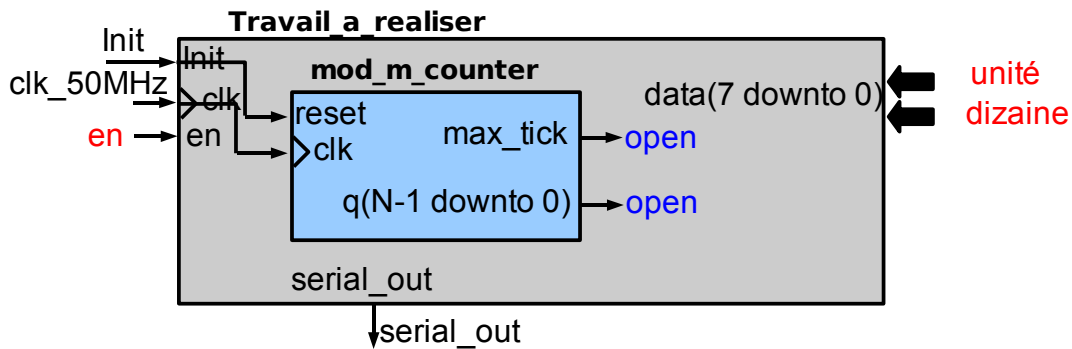 Travail_a_realiser
Init
Init
mod_m_counter
unité
clk_50MHz
clk
data(7 downto 0)
dizaine
reset
en
en
max_tick
open
clk
q(N-1 downto 0)
open
serial_out
serial_out